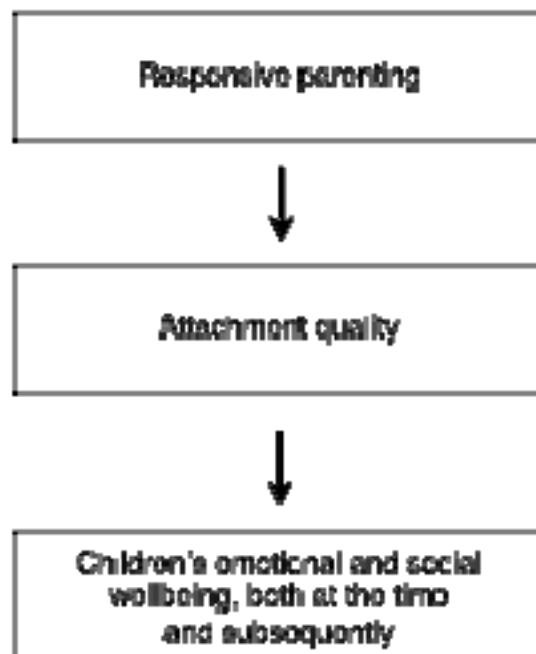 Responsive parenting
Attachment quality
Children's emotional and social
wellbeing, both at the time
and subsequently